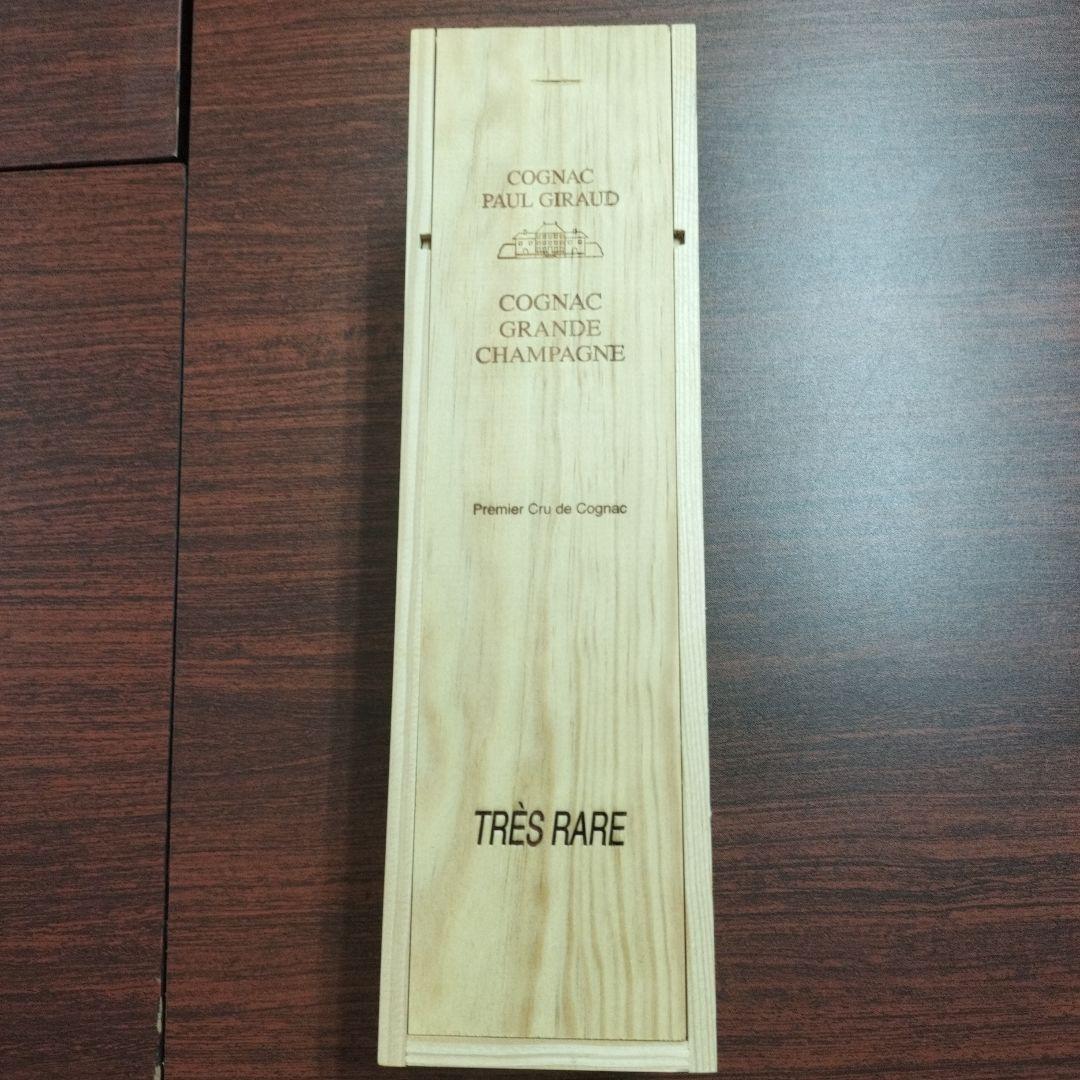 COGNAC
PAUL GIRAUD
COGNAC
GRANDE
CHAMPAGNE
Premier Cru de Cognac
TRÈS RARE